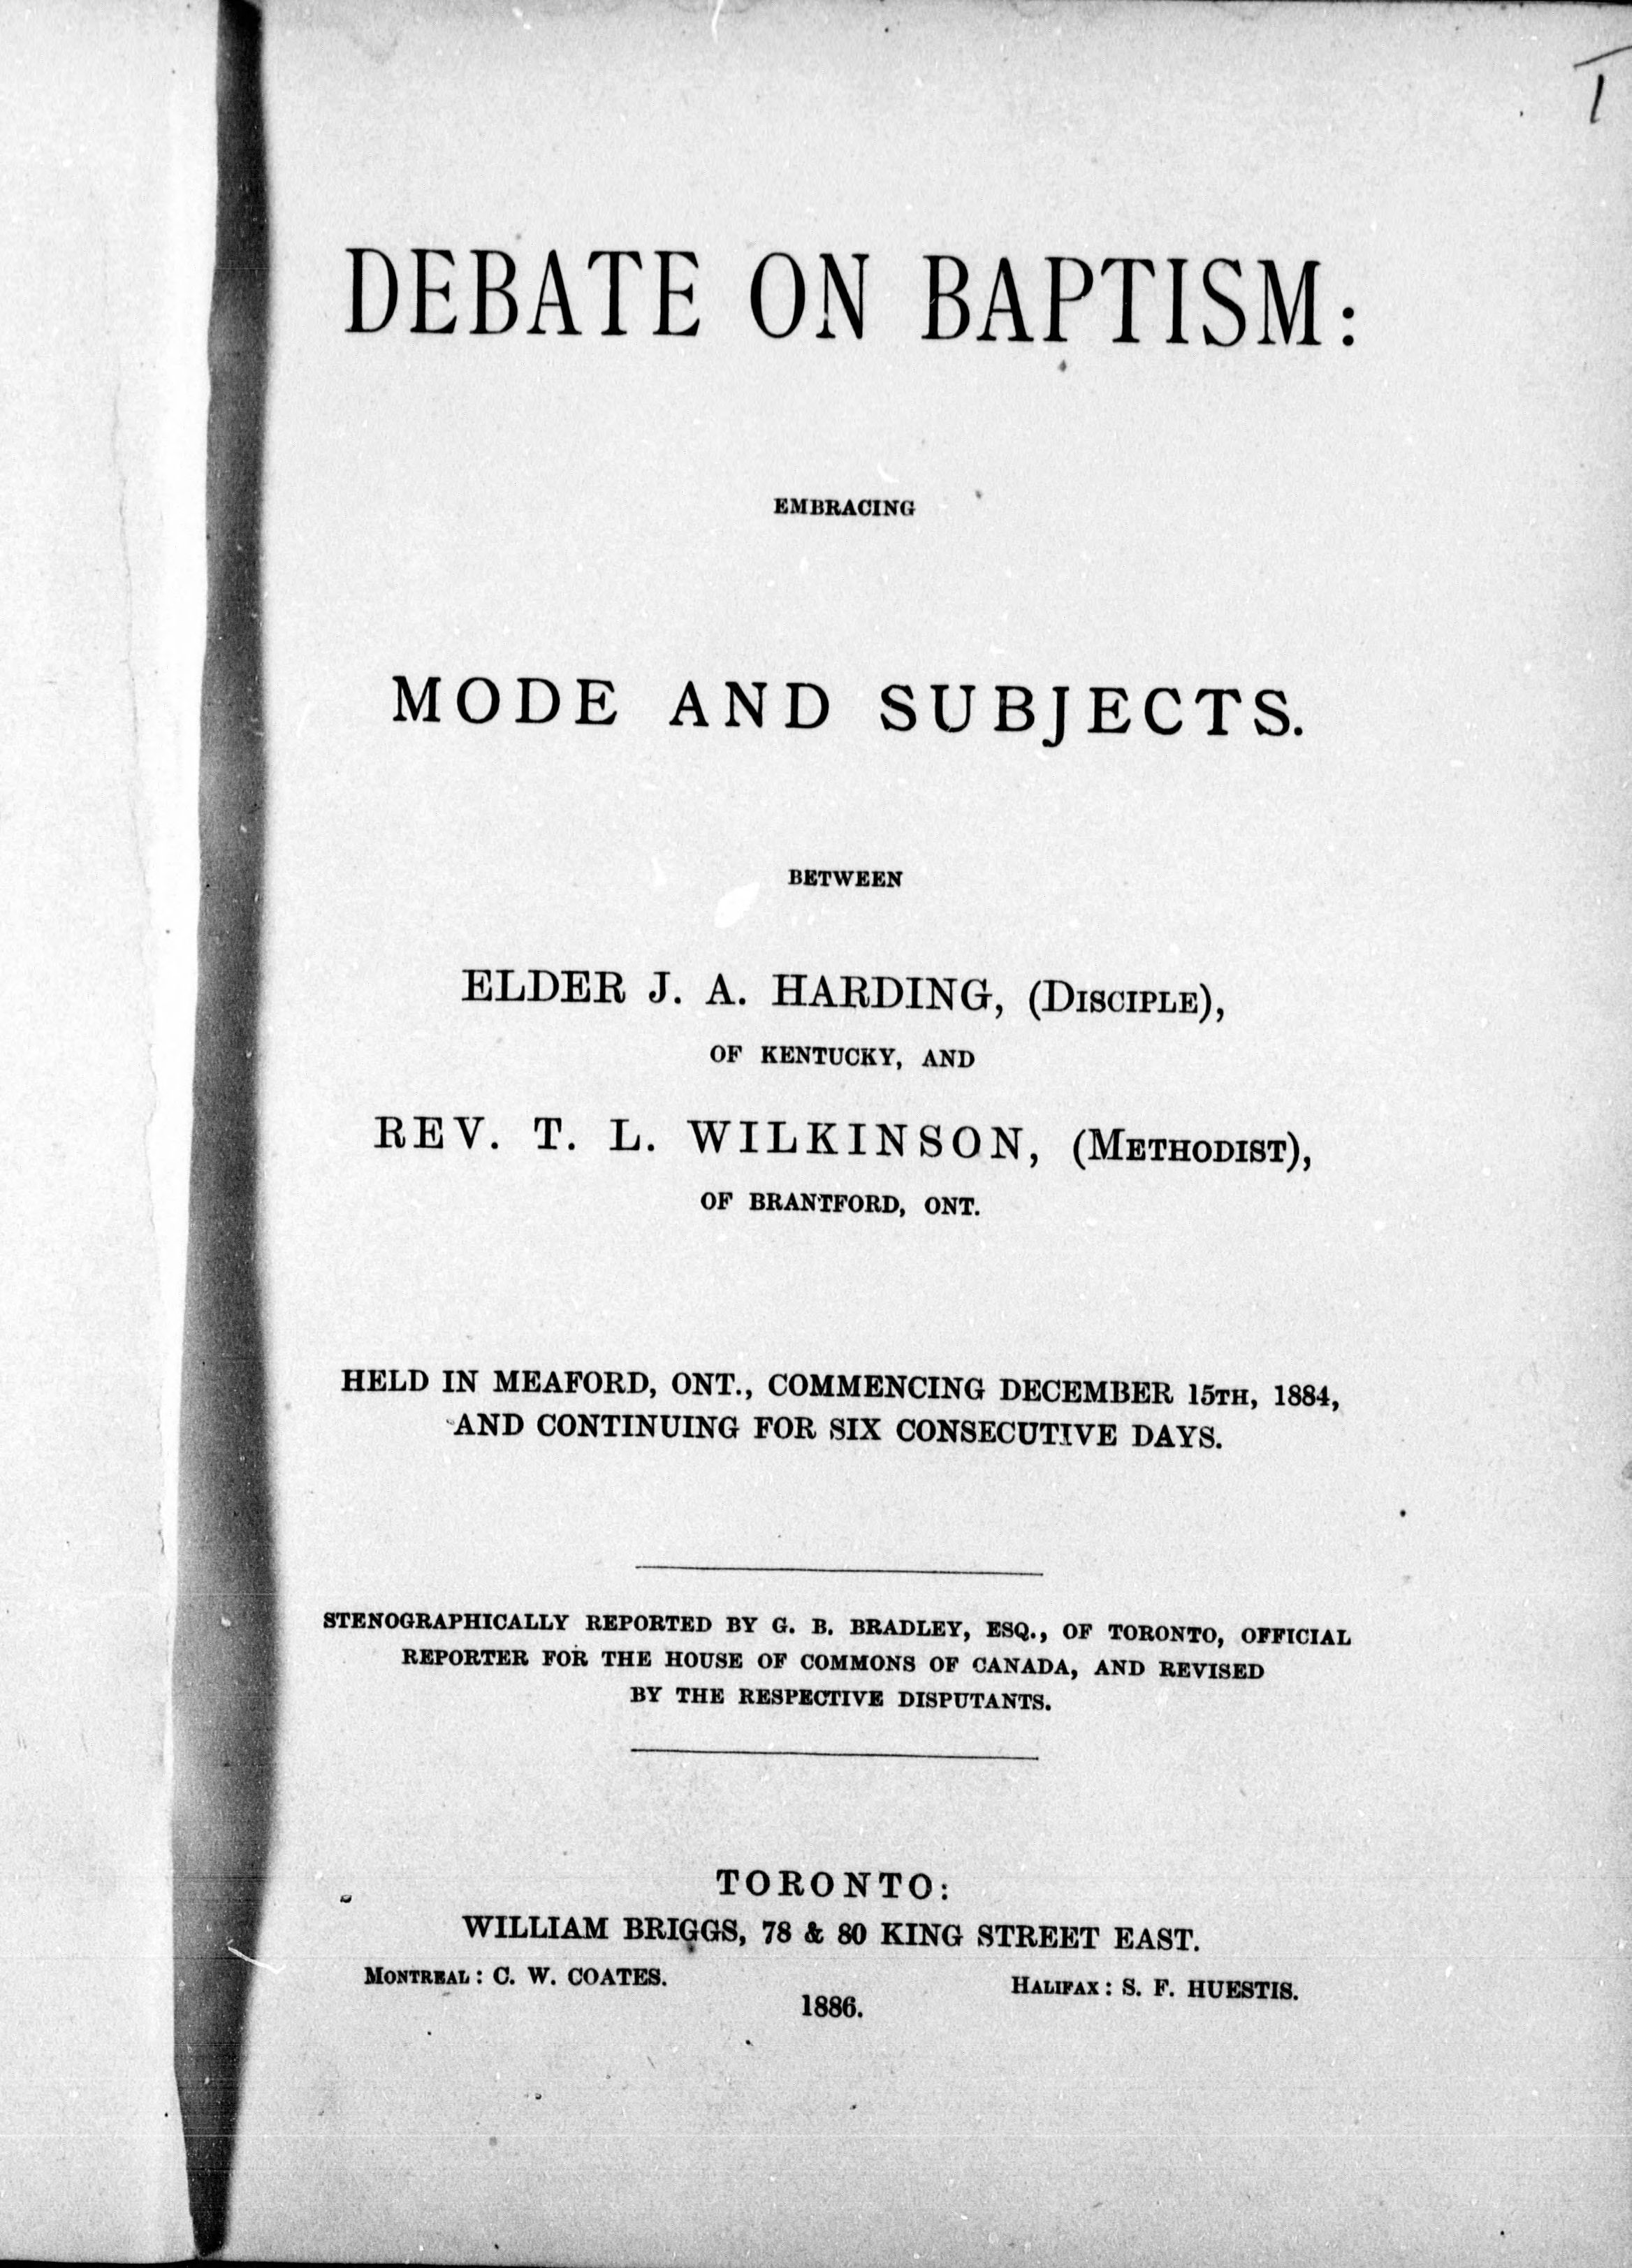 DEBATE ON BAPTISM:
EMBRACING
MODE AND SUBJECTS.
BETWEEN
ELDER J. A. HARDING, (DISCIPLE),
OF KENTUCKY, AND
REV. T. L. WILKINSON, (METHODIST),
OF BRANTFORD, ONT.
HELD IN MEAFORD, ONT., COMMENCING DECEMBER 15TH, 1884,
AND CONTINUING FOR SIX CONSECUTIVE DAYS.
STENOGRAPHICALLY REPORTED BY G. B. BRADLEY, ESQ., OF TORONTO, OFFICIAL
REPORTER FOR THE HOUSE OF COMMONS OF CANADA, AND REVISED
BY THE RESPECTIVE DISPUTANTS.
TORONTO:
WILLIAM BRIGGS, 78 & 80 KING STREET EAST.
MONTREAL: C. W. COATES. HALIFAX: S. F. HUESTIS.
1886.